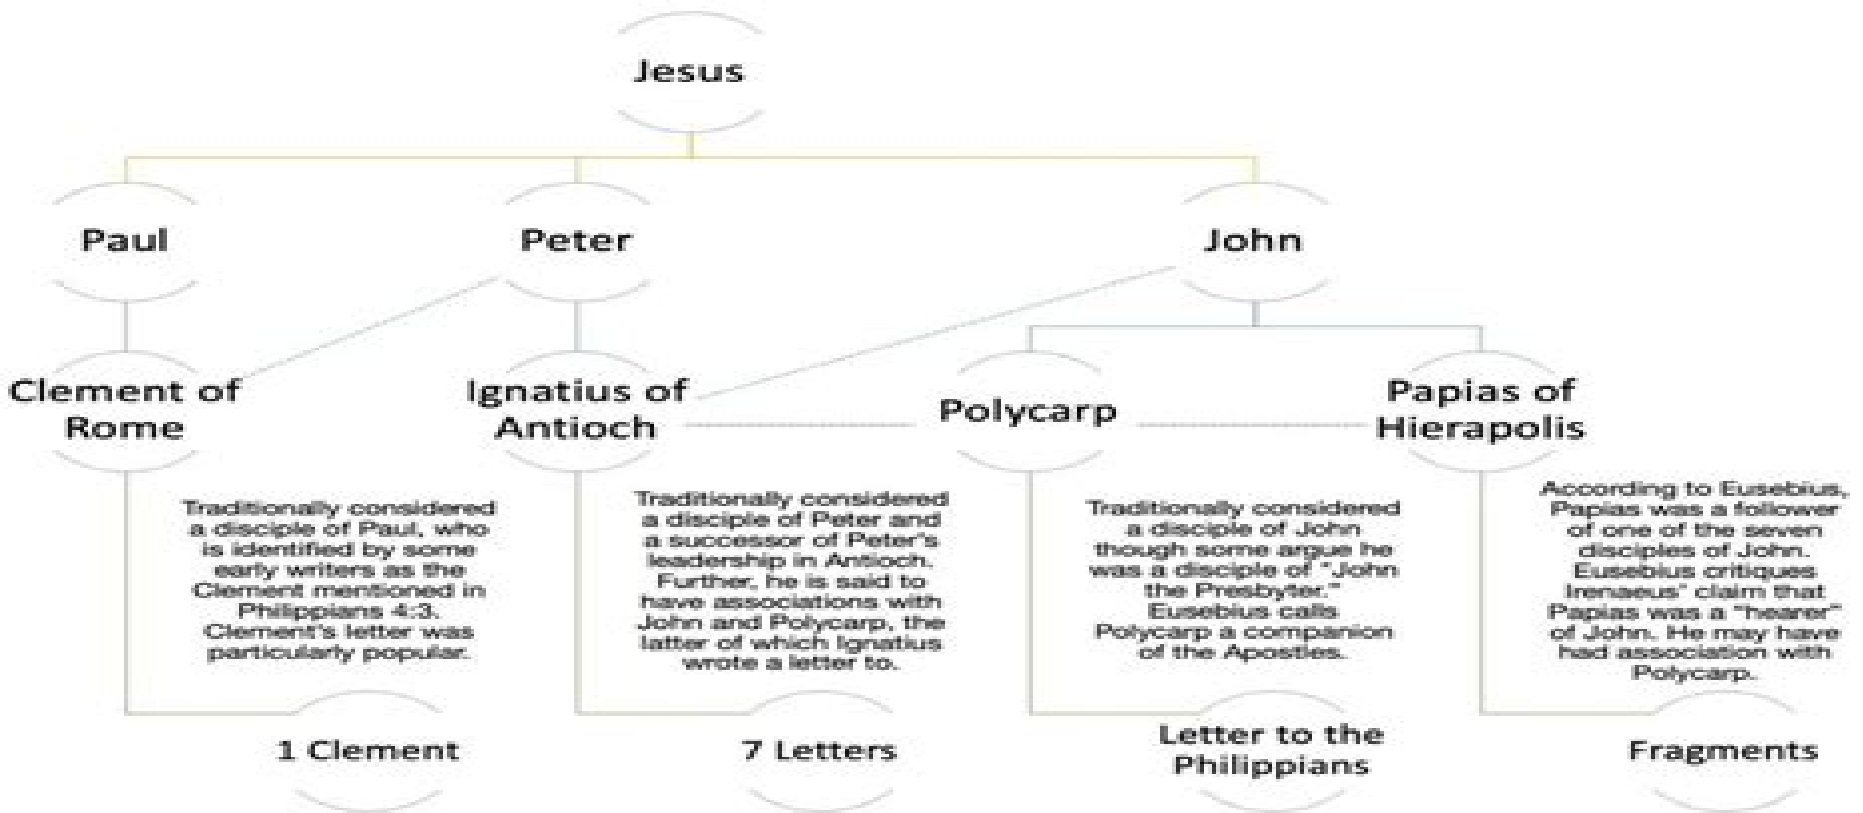 Jesus
Paul
Peter
John
Clement of
Rome
Ignatius of
Antioch
Polycarp
Papias of
Hierapolis
Traditionally considered
a disciple of Paul, who
is identified by some
early writers as the
Clement mentioned in
Philippians 4:3.
Clement's letter was
particularly popular.
Traditionally considered
a disciple of Peter and
a successor of Peter's
leadership in Antioch.
Further, he is said to
have associations with
John and Polycarp, the
latter of which Ignatius
wrote a letter to.
Traditionally considered
a disciple of John
though some argue he
was a disciple of "John
the Presbyter."
Eusebius calls
Polycarp a companion
of the Apostles.
According to Eusebius,
Papias was a follower
of one of the seven
disciples of John.
Eusebius critiques
Irenaeus' claim that
Papias was a "hearer"
of John. He may have
had association with
Polycarp.
1 Clement
7 Letters
Letter to the
Philippians
Fragments